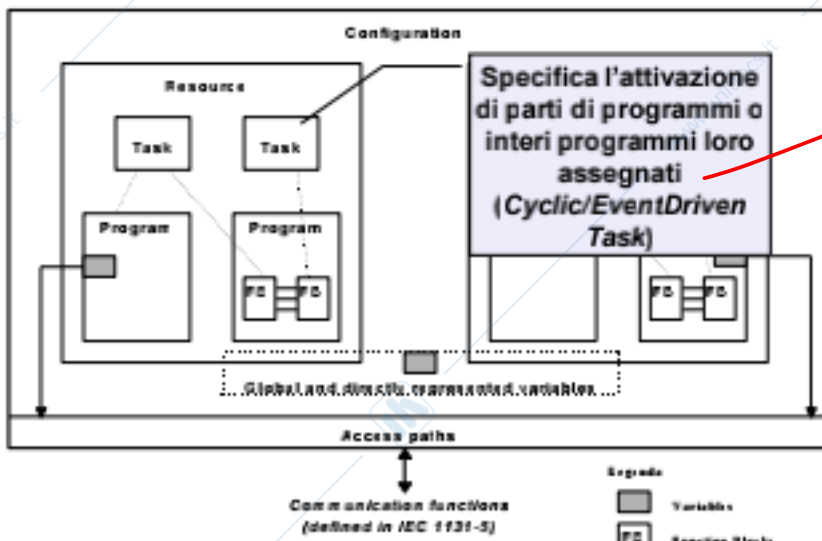 Configuration
Resource
Specifica l'attivazione
di parti di programmi o
interi programmi loro
assegnati
(Cyclic/EventDriven
Task)
Task
Task
Program
Program
FB
FB
FB
FB
Global and directly represented variables
Access paths
Communication functions
(defined in IEC 1131-5)
Legenda
Variables
FB
Function Blocks